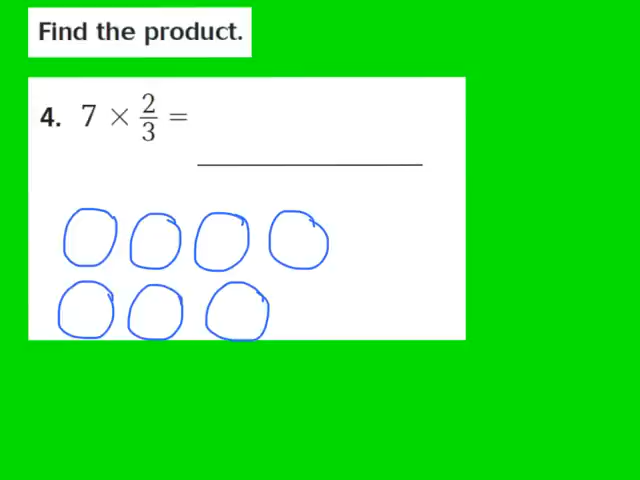 Find the product.
4. 7 × 2/3 =